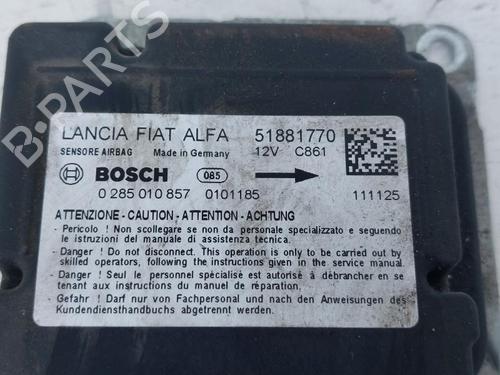 LANCIA FIAT ALFA 51881770
SENSORE AIRBAG Made in Germany 12V C861
BOSCH 085
0 285 010 857 0101185 111125
ATTENZIONE - CAUTION - ATTENTION - ACHTUNG
- Pericolo ! Non scollegare se non da personale specializzato e seguendo
le istruzioni del manuale di assistenza tecnica.
- Danger ! Do not disconnect. This operation is only to be carried out by
skilled operators, following the instructions given in the service manual.
- Danger ! Seul le personnel spécialisé est autorisé à débrancher en se
tenant aux instructions du manuel de réparation.
- Gefahr ! Darf nur von Fachpersonal und nach den Anweisungen des
Kundendiensthandbuchs abgetrennt werden.
B-PARTS